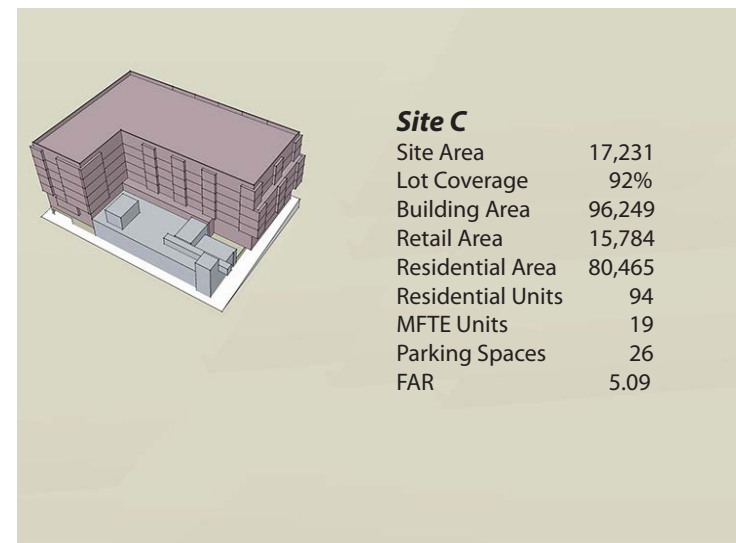 Site C
Site Area 17,231
Lot Coverage 92%
Building Area 96,249
Retail Area 15,784
Residential Area 80,465
Residential Units 94
MFTE Units 19
Parking Spaces 26
FAR 5.09